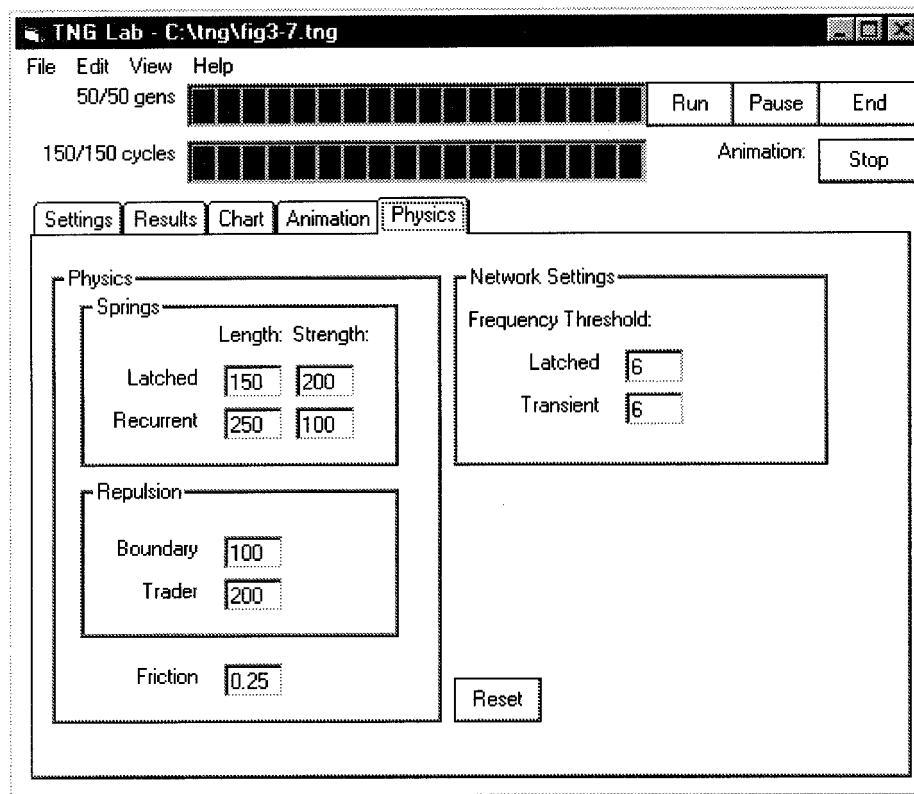 TNG Lab - C:\tng\fig3-7.tng
File Edit View Help
50/50 gens Run Pause End
150/150 cycles Animation: Stop
Settings Results Chart Animation Physics
Physics
Springs
Length: Strength:
Latched 150 200
Recurrent 250 100
Repulsion
Boundary 100
Trader 200
Friction 0.25
Network Settings
Frequency Threshold:
Latched 6
Transient 6
Reset